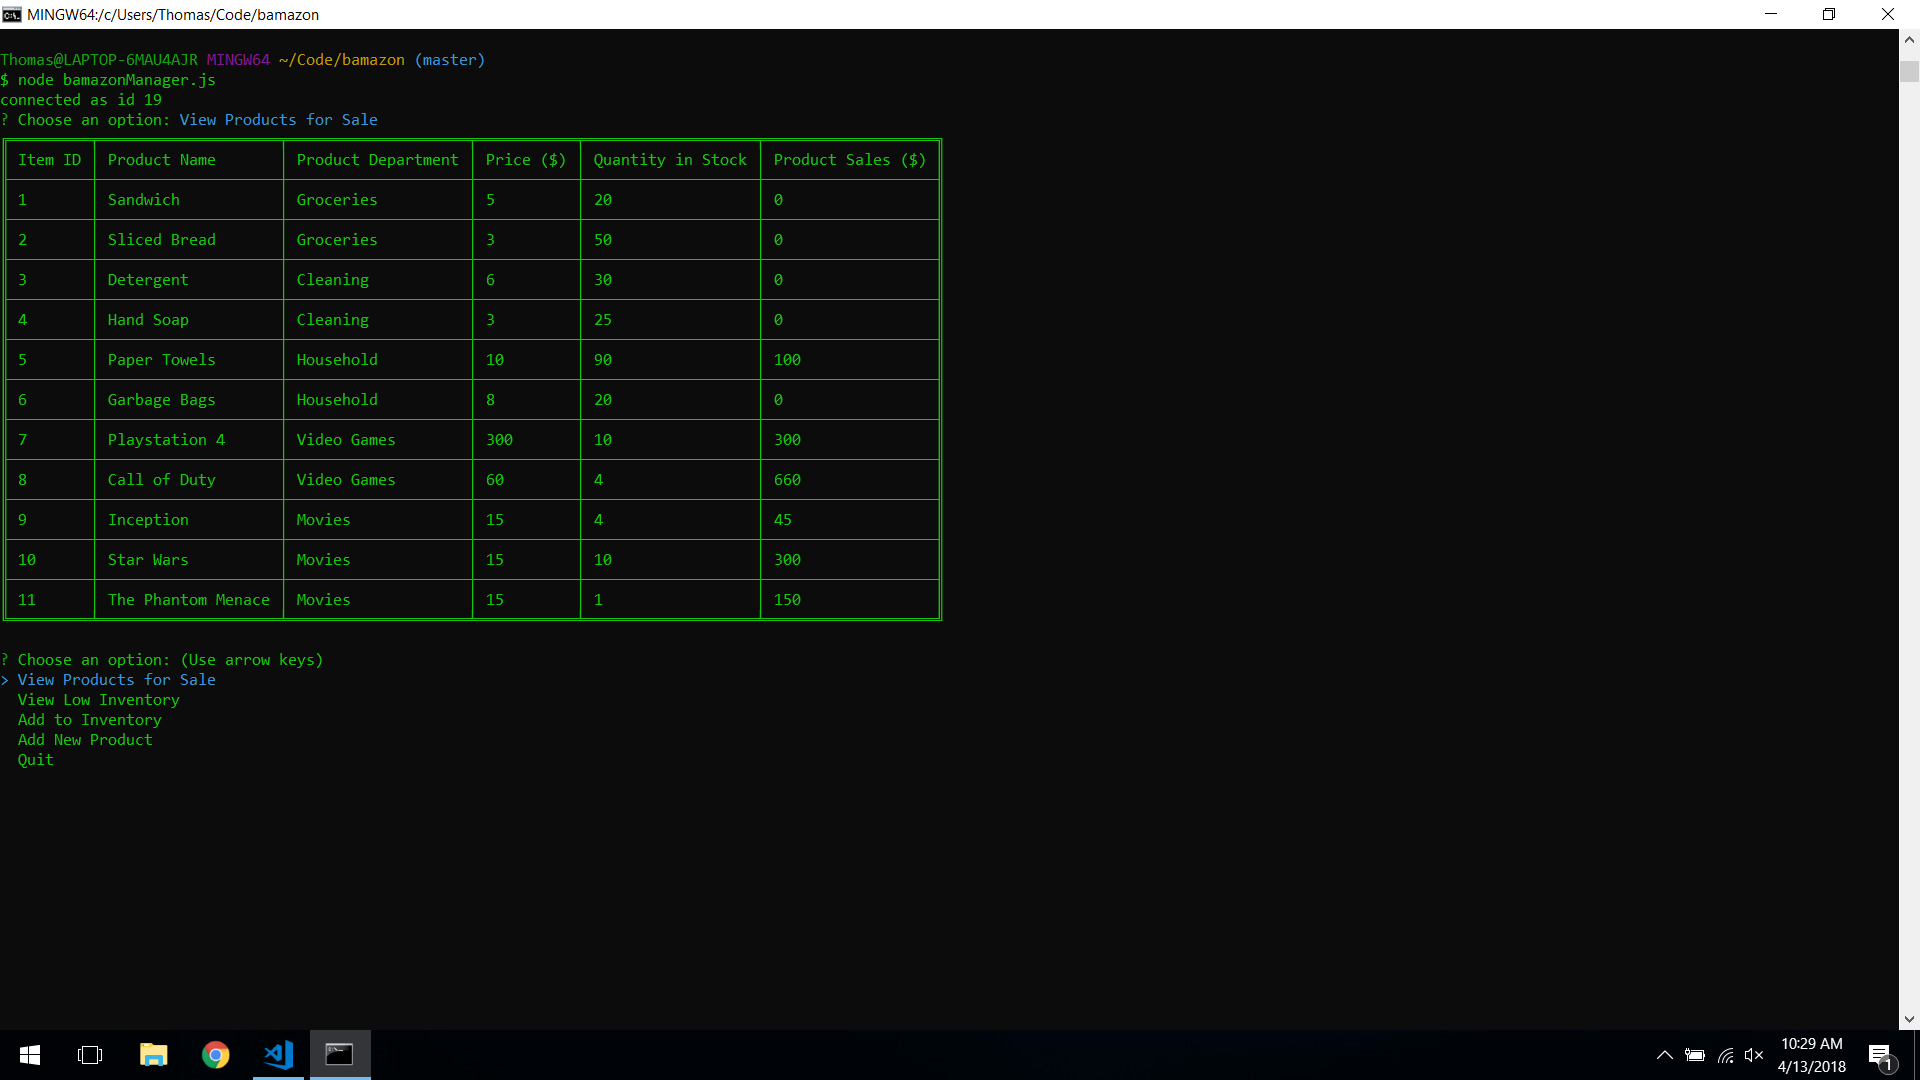 MINGW64:/c/Users/Thomas/Code/bamazon
Thomas@LAPTOP-6MAU4AJR MINGW64 ~/Code/bamazon (master)
$ node bamazonManager.js
connected as id 19
? Choose an option: View Products for Sale
Item ID Product Name Product Department Price ($) Quantity in Stock Product Sales ($)
1 Sandwich Groceries 5 20 0
2 Sliced Bread Groceries 3 50 0
3 Detergent Cleaning 6 30 0
4 Hand Soap Cleaning 3 25 0
5 Paper Towels Household 10 90 100
6 Garbage Bags Household 8 20 0
7 Playstation 4 Video Games 300 10 300
8 Call of Duty Video Games 60 4 660
9 Inception Movies 15 4 45
10 Star Wars Movies 15 10 300
11 The Phantom Menace Movies 15 1 150
? Choose an option: (Use arrow keys)
> View Products for Sale
View Low Inventory
Add to Inventory
Add New Product
Quit
10:29 AM
4/13/2018
1